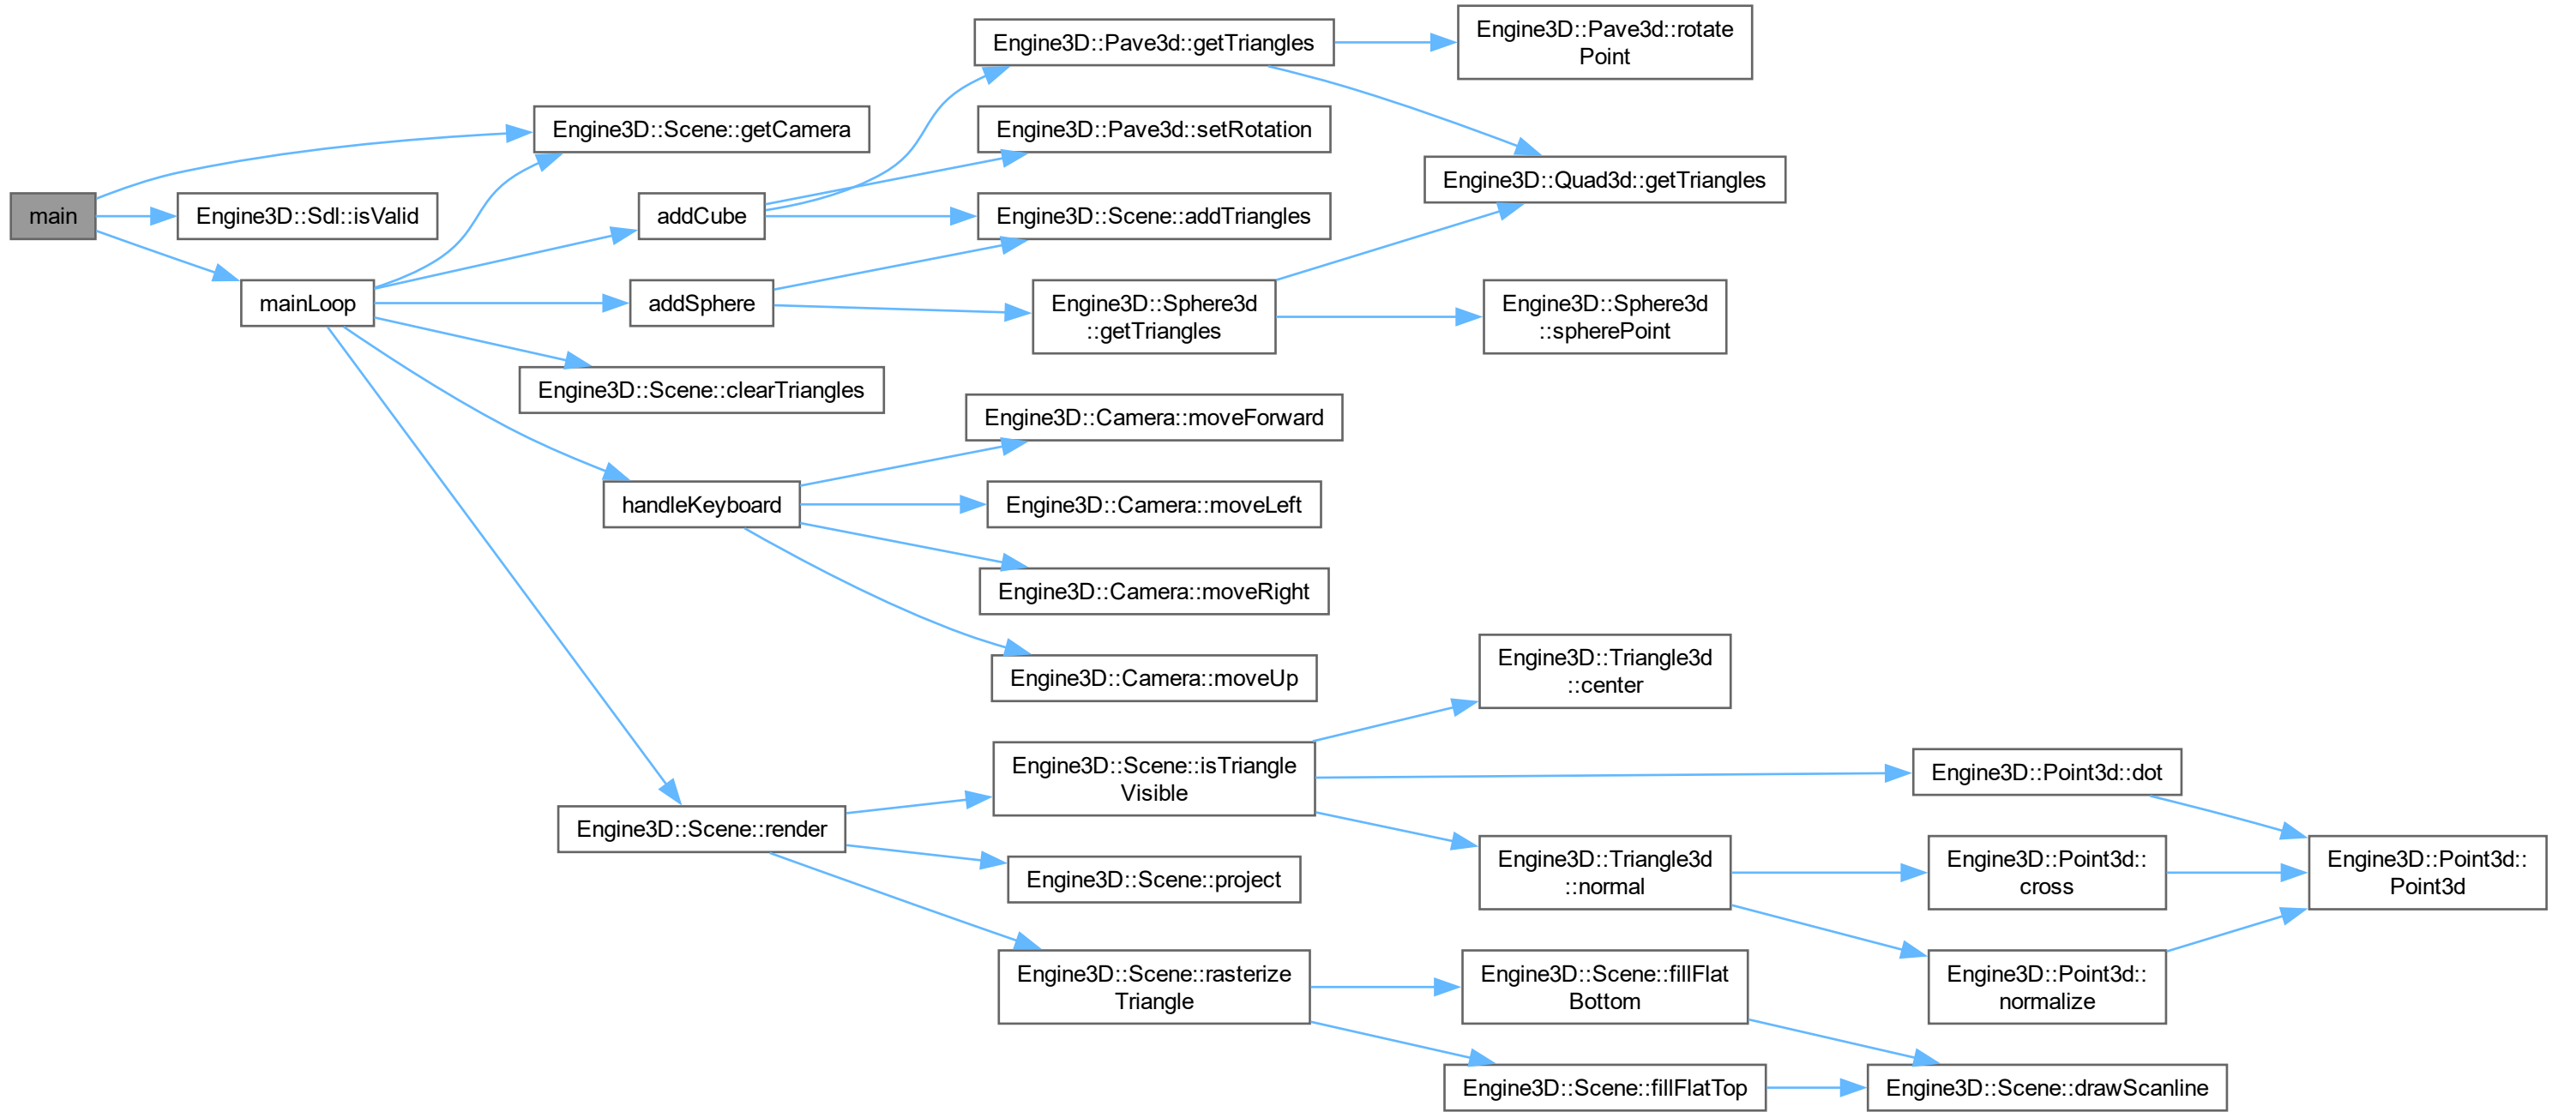 main
Engine3D::Scene::getCamera
Engine3D::Sdl::isValid
mainLoop
addCube
addSphere
Engine3D::Scene::clearTriangles
handleKeyboard
Engine3D::Scene::render
Engine3D::Pave3d::getTriangles
Engine3D::Pave3d::setRotation
Engine3D::Scene::addTriangles
Engine3D::Sphere3d
::getTriangles
Engine3D::Camera::moveForward
Engine3D::Camera::moveLeft
Engine3D::Camera::moveRight
Engine3D::Camera::moveUp
Engine3D::Scene::isTriangle
Visible
Engine3D::Scene::project
Engine3D::Scene::rasterize
Triangle
Engine3D::Pave3d::rotate
Point
Engine3D::Quad3d::getTriangles
Engine3D::Sphere3d
::spherePoint
Engine3D::Triangle3d
::center
Engine3D::Triangle3d
::normal
Engine3D::Scene::fillFlat
Bottom
Engine3D::Scene::fillFlatTop
Engine3D::Point3d::dot
Engine3D::Point3d::
cross
Engine3D::Point3d::
normalize
Engine3D::Scene::drawScanline
Engine3D::Point3d::
Point3d